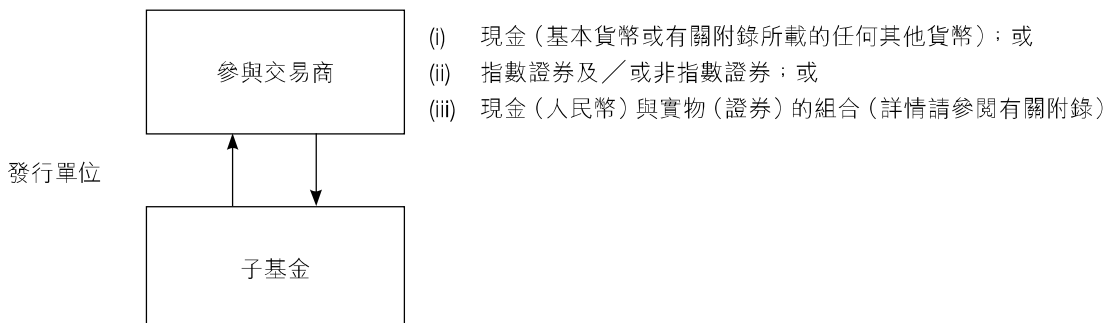 參與交易商
(i) 現金（基本貨幣或有關附錄所載的任何其他貨幣）；或
(ii) 指數證券及／或非指數證券；或
(iii) 現金（人民幣）與實物（證券）的組合（詳情請參閱有關附錄）
發行單位
子基金